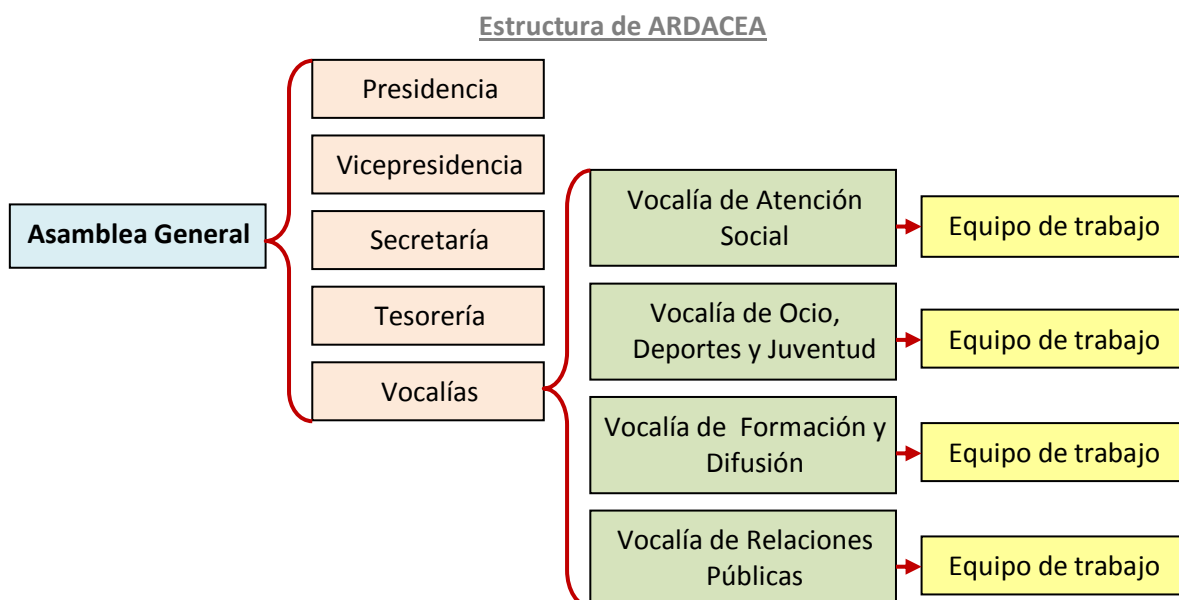 Estructura de ARDACEA
Asamblea General
Presidencia
Vicepresidencia
Secretaría
Tesorería
Vocalías
Vocalía de Atención
Social
Vocalía de Ocio,
Deportes y Juventud
Vocalía de Formación y
Difusión
Vocalía de Relaciones
Públicas
Equipo de trabajo
Equipo de trabajo
Equipo de trabajo
Equipo de trabajo